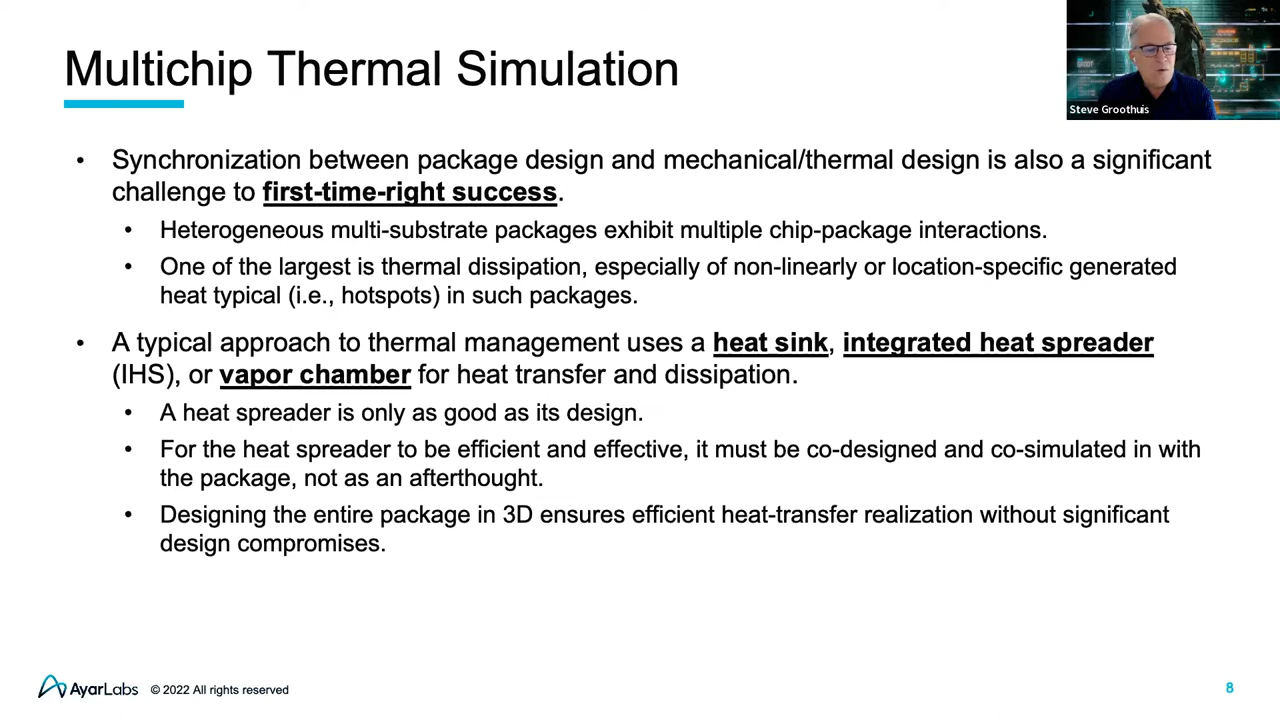 Multichip Thermal Simulation
Steve Groothuis
• Synchronization between package design and mechanical/thermal design is also a significant
challenge to first-time-right success.
• Heterogeneous multi-substrate packages exhibit multiple chip-package interactions.
• One of the largest is thermal dissipation, especially of non-linearly or location-specific generated
heat typical (i.e., hotspots) in such packages.
• A typical approach to thermal management uses a heat sink, integrated heat spreader
(IHS), or vapor chamber for heat transfer and dissipation.
• A heat spreader is only as good as its design.
• For the heat spreader to be efficient and effective, it must be co-designed and co-simulated in with
the package, not as an afterthought.
• Designing the entire package in 3D ensures efficient heat-transfer realization without significant
design compromises.
AyarLabs © 2022 All rights reserved
8